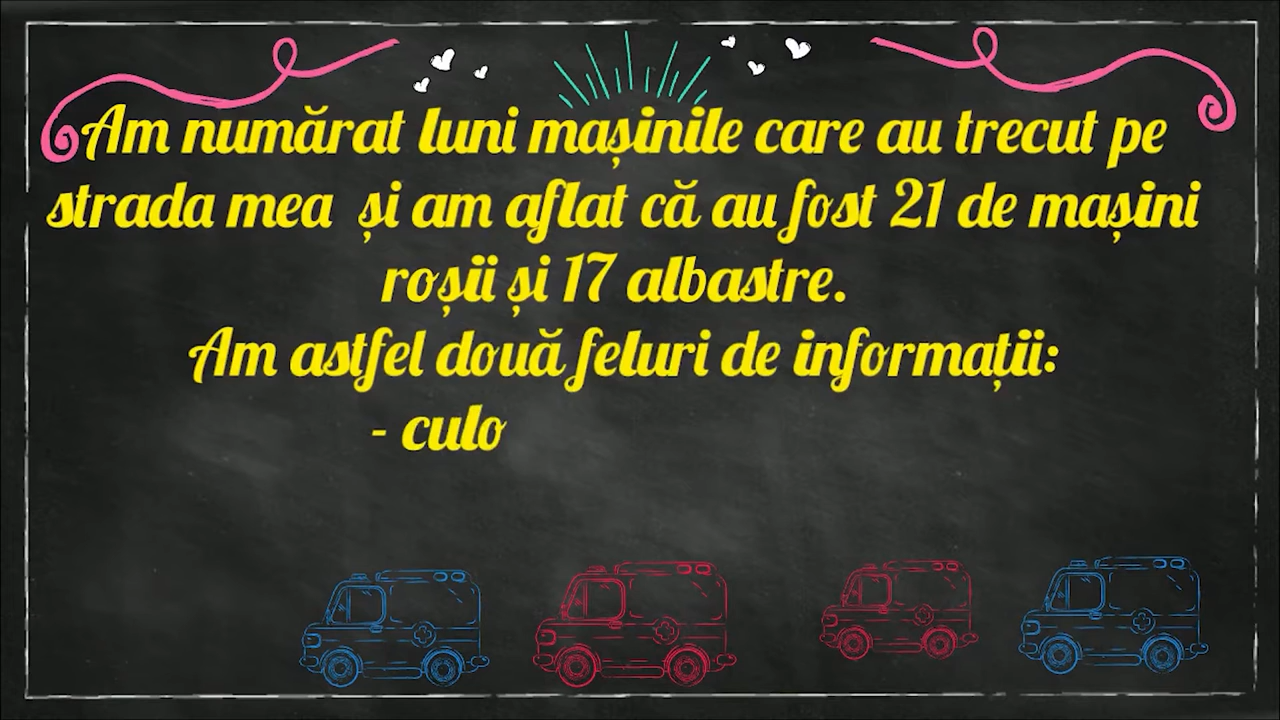 Am numărat luni mașinile care au trecut pe
strada mea și am aflat că au fost 21 de mașini
roșii și 17 albastre.
Am astfel două feluri de informații:
- culo